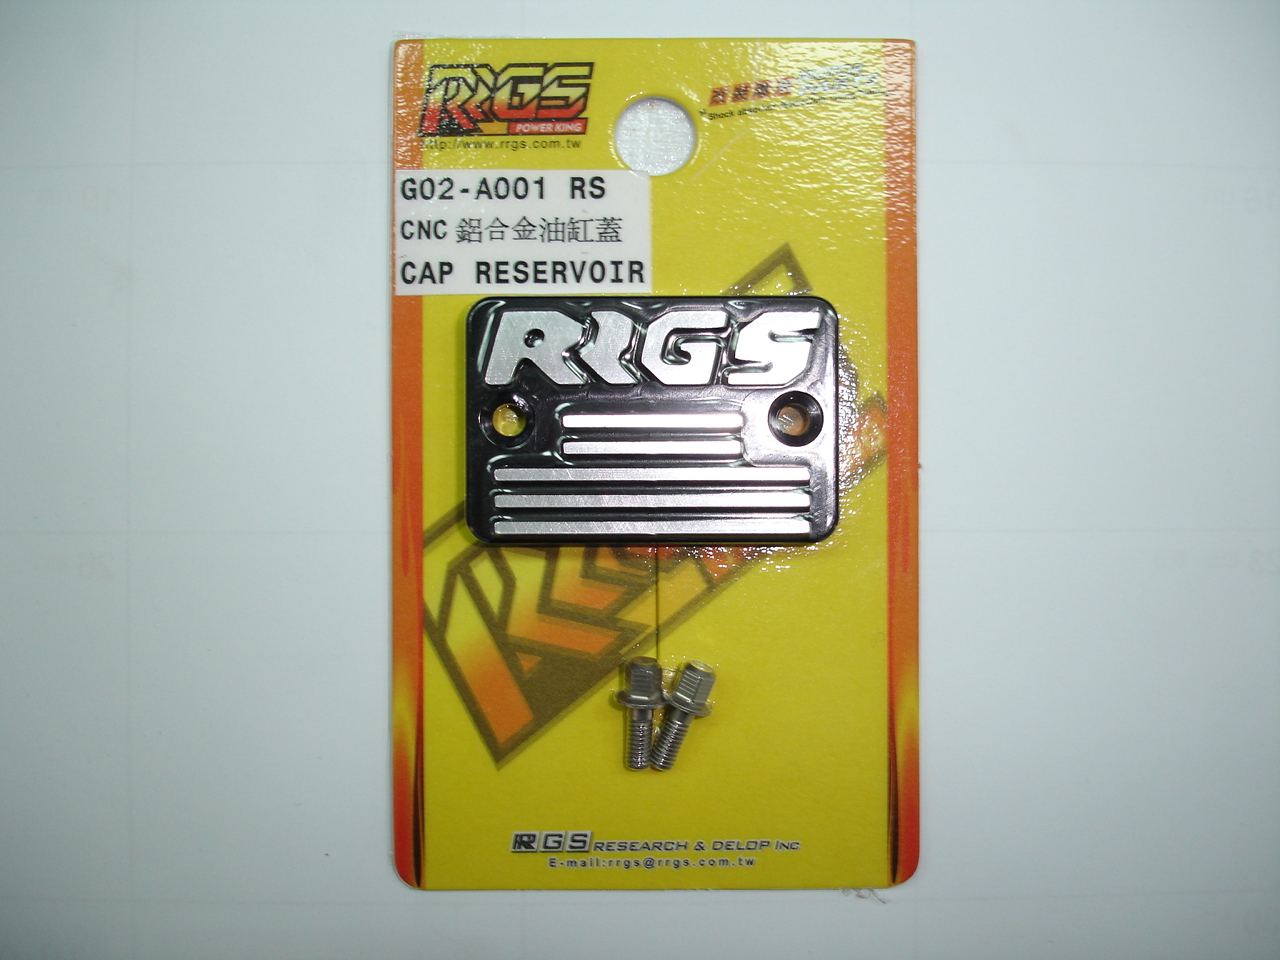 RRGS
POWER KING
http://www.rrgs.com.tw
Shock
G02-A001 RS
CNC 鋁合金油缸蓋
CAP RESERVOIR
RRGS
RRGS RESEARCH & DELOP INC
E-mail:rrgs@rrgs.com.tw